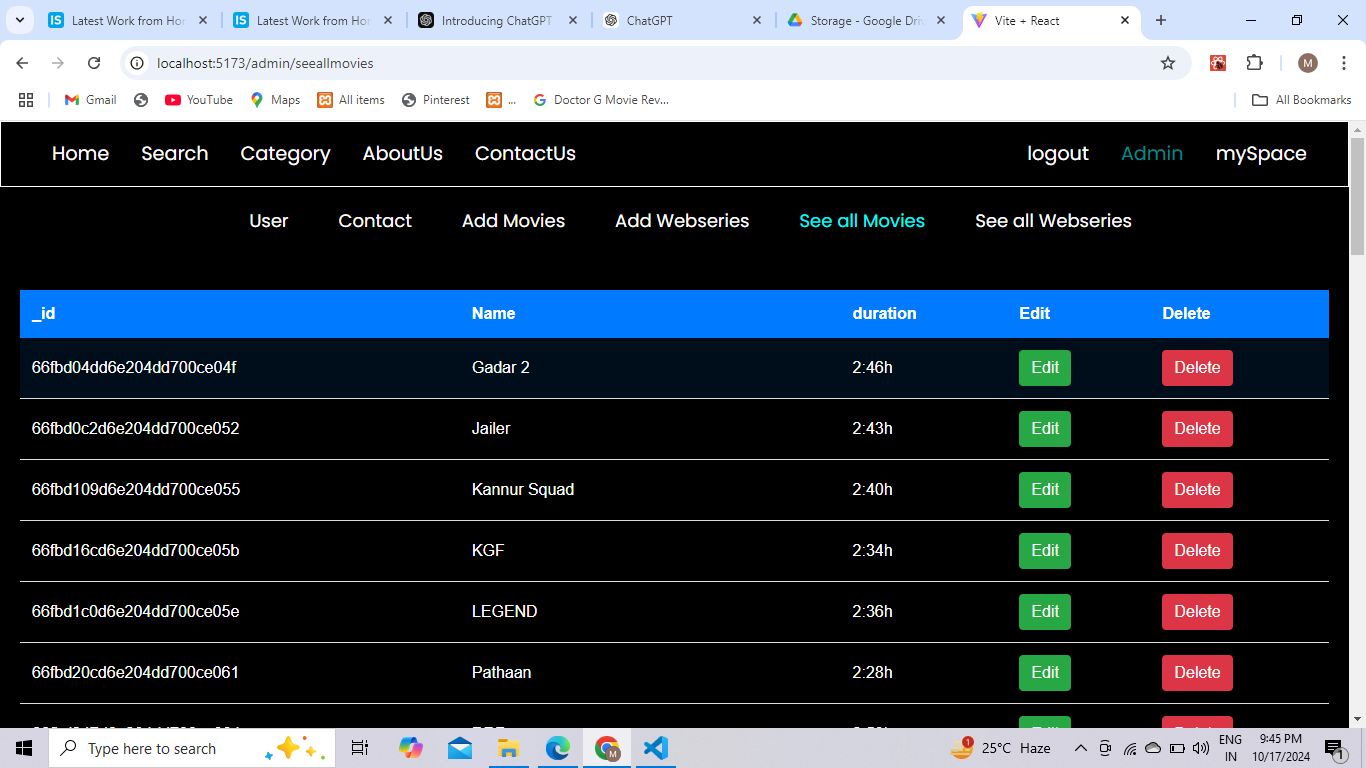 Latest Work from Hor
Latest Work from Hor
Introducing ChatGPT
ChatGPT
Storage - Google Dri
Vite + React
localhost:5173/admin/seeallmovies
M
Gmail
YouTube
Maps
All items
Pinterest
...
Doctor G Movie Rev...
All Bookmarks
Home Search Category AboutUs ContactUs logout Admin mySpace
User Contact Add Movies Add Webseries See all Movies See all Webseries
_id Name duration Edit Delete
66fbd04dd6e204dd700ce04f Gadar 2 2:46h Edit Delete
66fbd0c2d6e204dd700ce052 Jailer 2:43h Edit Delete
66fbd109d6e204dd700ce055 Kannur Squad 2:40h Edit Delete
66fbd16cd6e204dd700ce05b KGF 2:34h Edit Delete
66fbd1c0d6e204dd700ce05e LEGEND 2:36h Edit Delete
66fbd20cd6e204dd700ce061 Pathaan 2:28h Edit Delete
Type here to search
1
25°C Haze
ENG
IN
9:45 PM
10/17/2024
1